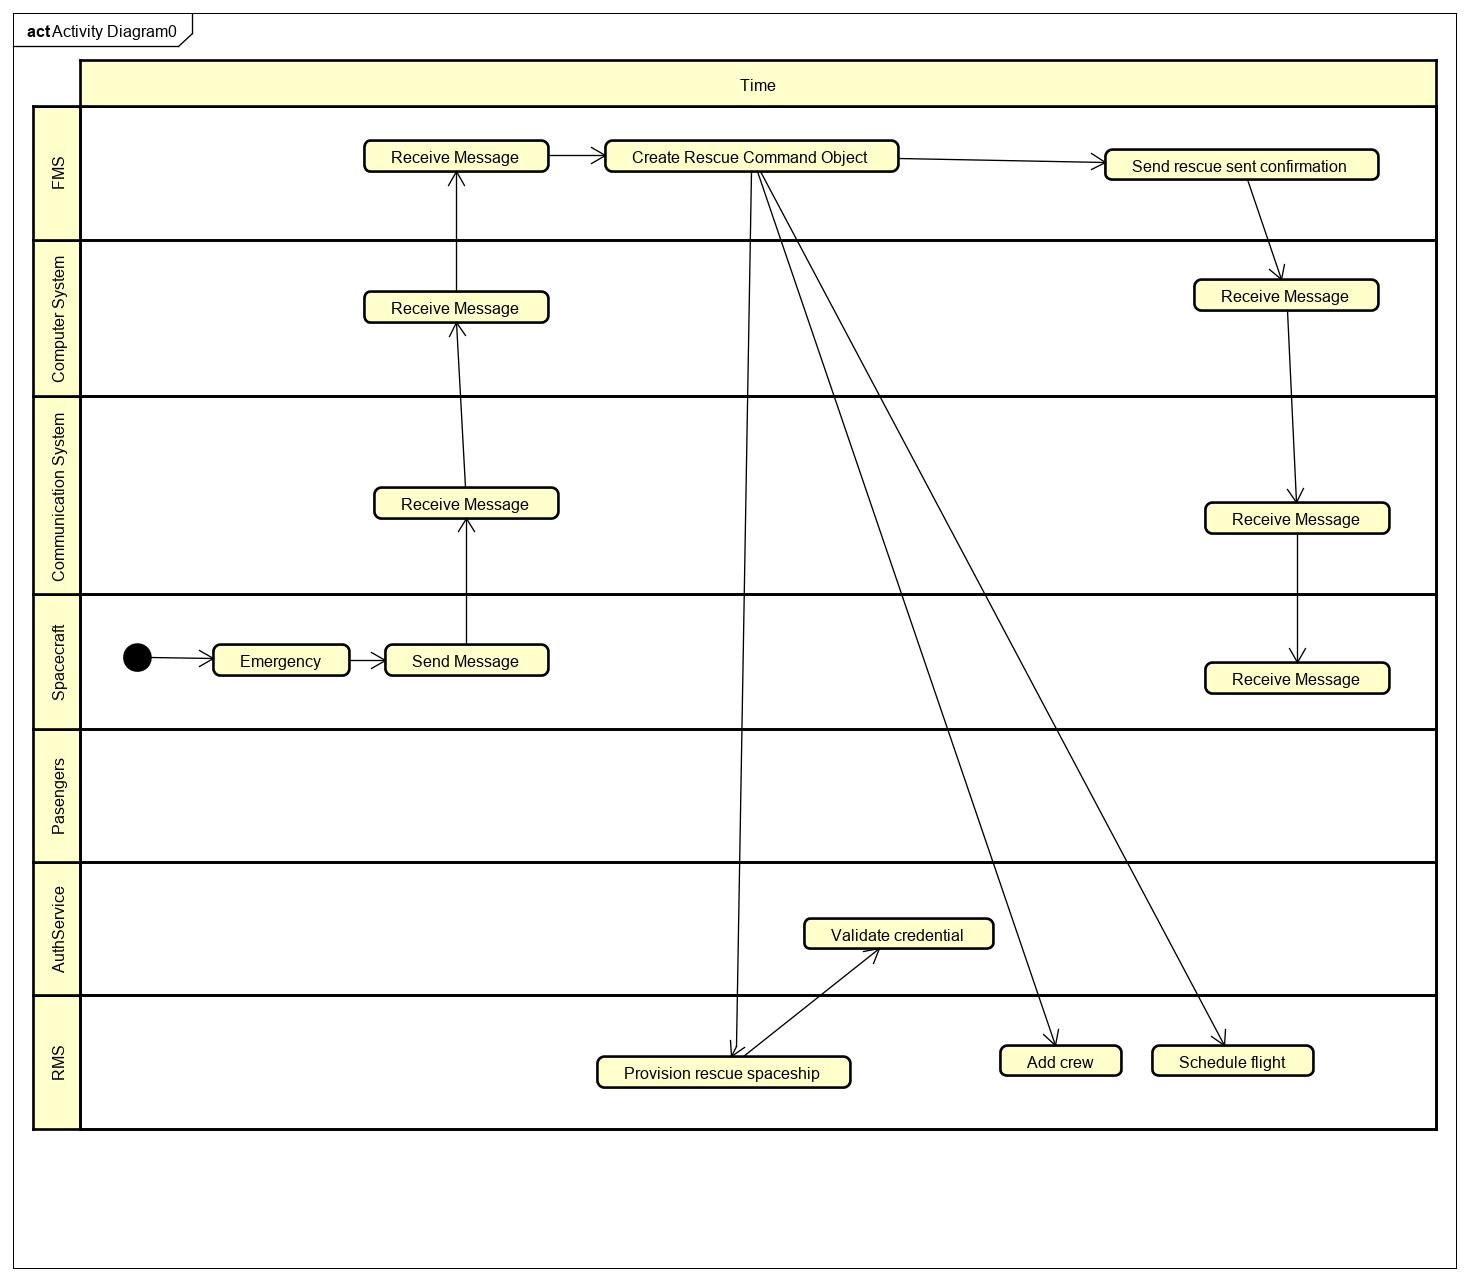 act Activity Diagram0
Time
FMS
Receive Message
Create Rescue Command Object
Send rescue sent confirmation
Computer System
Receive Message
Receive Message
Communication System
Receive Message
Receive Message
Spacecraft
Emergency
Send Message
Receive Message
Pasengers
AuthService
Validate credential
RMS
Provision rescue spaceship
Add crew
Schedule flight